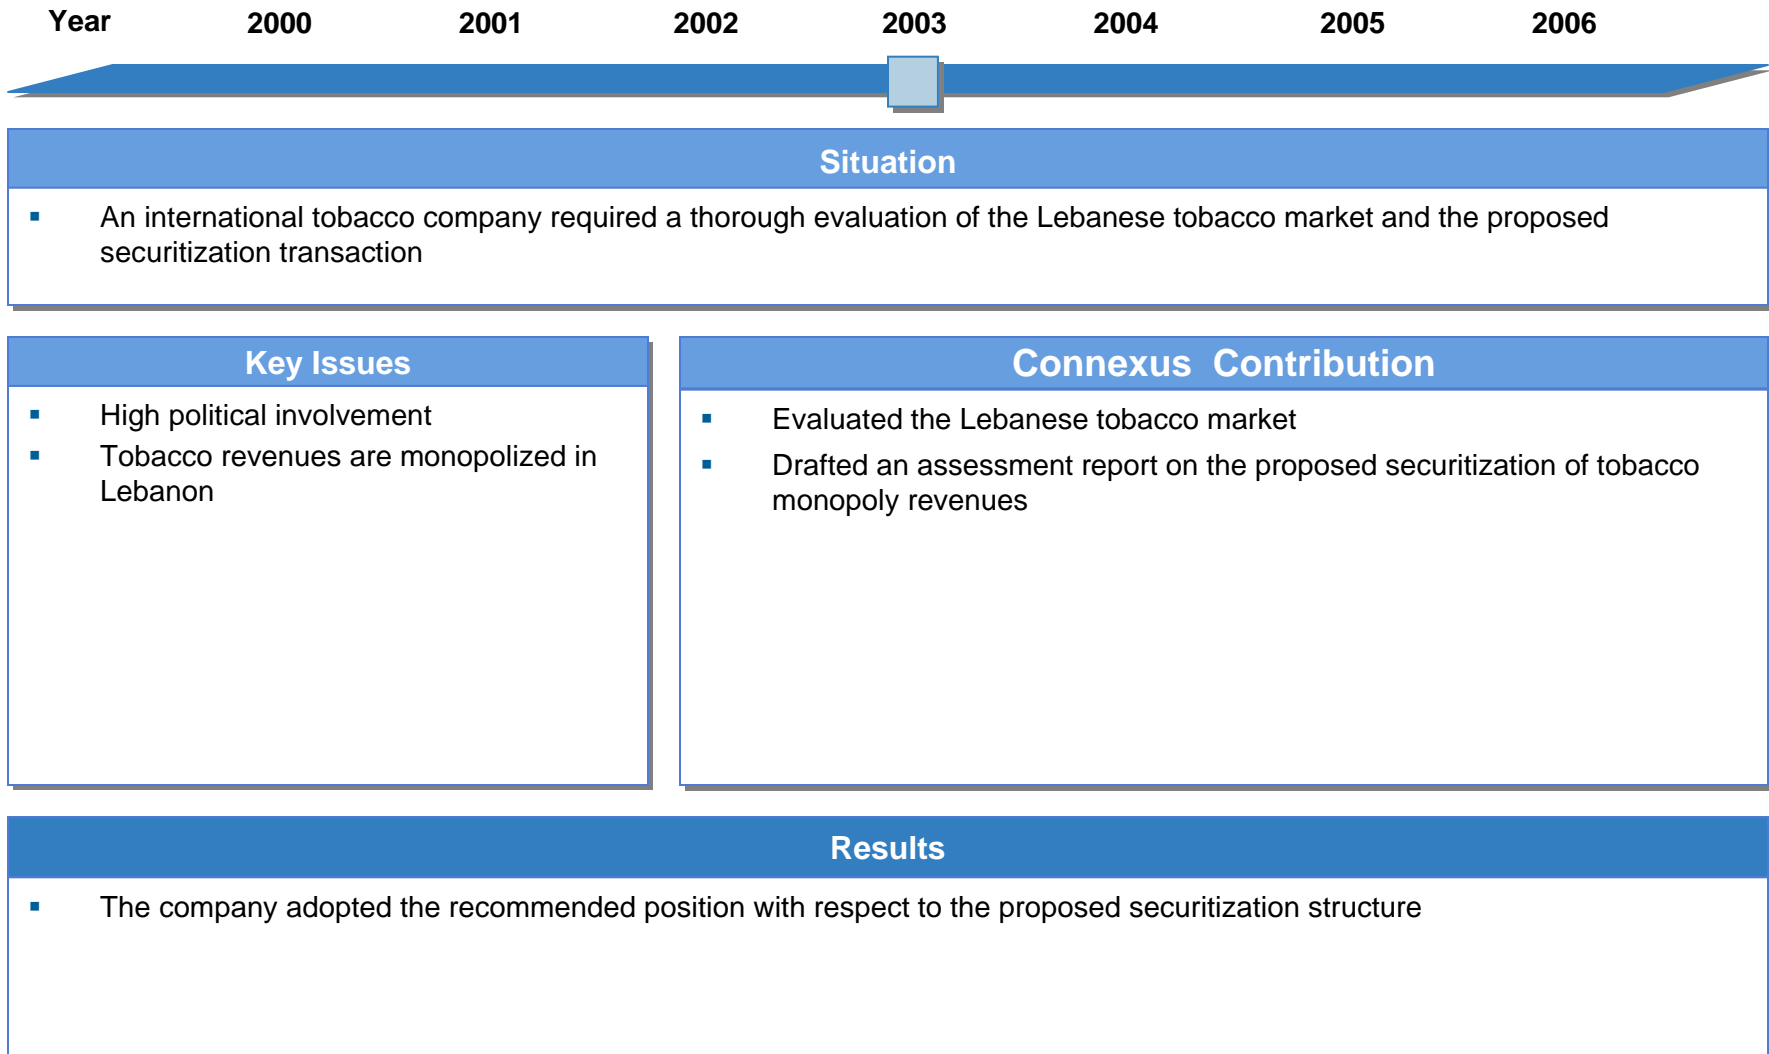 Year 2000 2001 2002 2003 2004 2005 2006
Situation
▪ An international tobacco company required a thorough evaluation of the Lebanese tobacco market and the proposed
securitization transaction
Key Issues
▪ High political involvement
▪ Tobacco revenues are monopolized in
Lebanon
Connexus Contribution
▪ Evaluated the Lebanese tobacco market
▪ Drafted an assessment report on the proposed securitization of tobacco
monopoly revenues
Results
▪ The company adopted the recommended position with respect to the proposed securitization structure